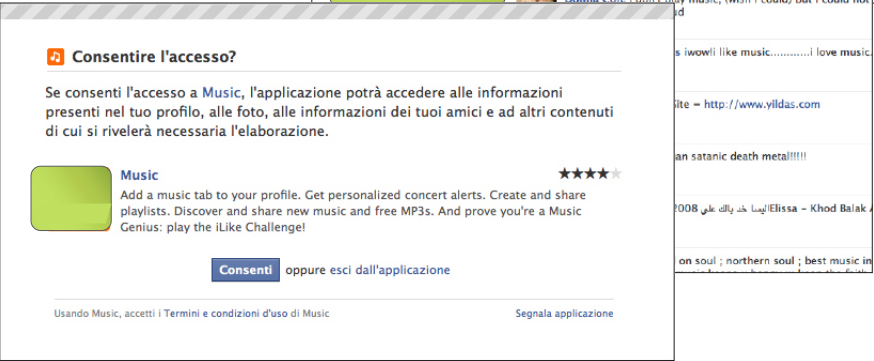 Consentire l'accesso?
Se consenti l'accesso a Music, l'applicazione potrà accedere alle informazioni
presenti nel tuo profilo, alle foto, alle informazioni dei tuoi amici e ad altri contenuti
di cui si rivelerà necessaria l'elaborazione.
Music
Add a music tab to your profile. Get personalized concert alerts. Create and share
playlists. Discover and share new music and free MP3s. And prove you're a Music
Genius: play the iLike Challenge!
Consenti oppure esci dall'applicazione
Usando Music, accetti i Termini e condizioni d'uso di Music
Segnala applicazione
s iwow!i like music............i love music.
Site – http://www.yildas.com
an satanic death metal!!!!!
2008 اليسا خد بالك علي Elissa – Khod Balak
on soul ; northern soul ; best music in